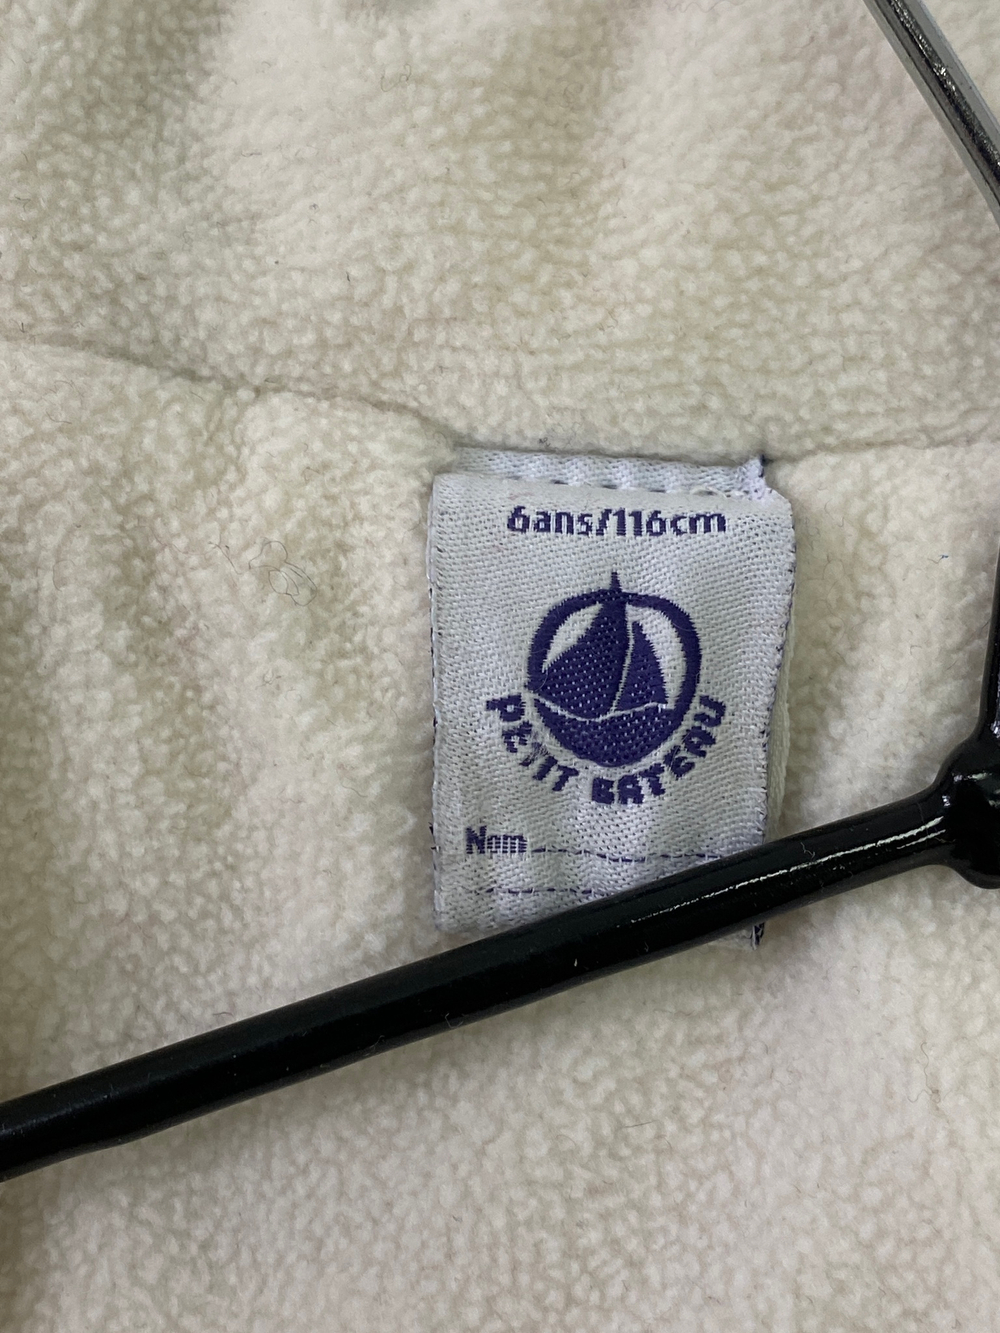 6ans/116cm
PETIT BATEAU
Nom